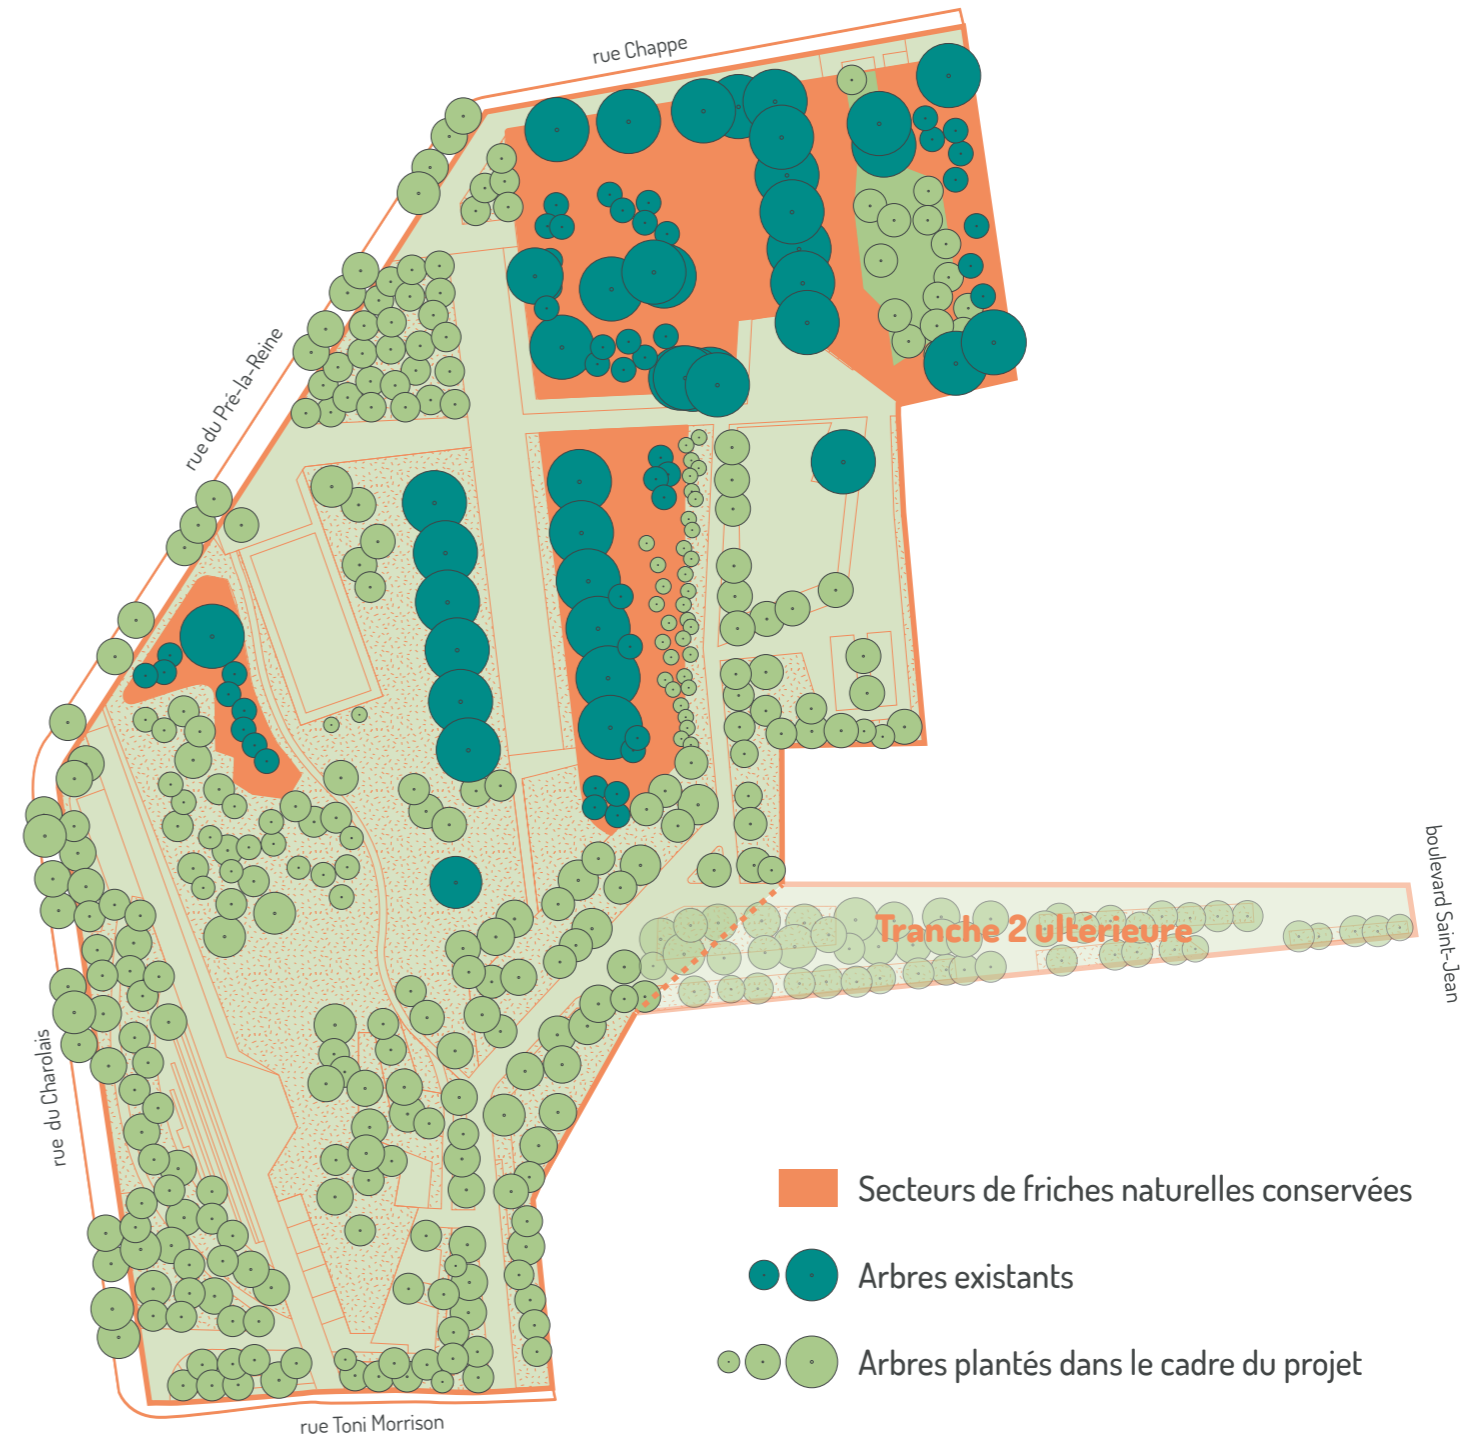 rue Chappe
rue du Pré-la-Reine
boulevard Saint-Jean
Tranche 2 ultérieure
rue du Charolais
Secteurs de friches naturelles conservées
Arbres existants
Arbres plantés dans le cadre du projet
rue Toni Morrison